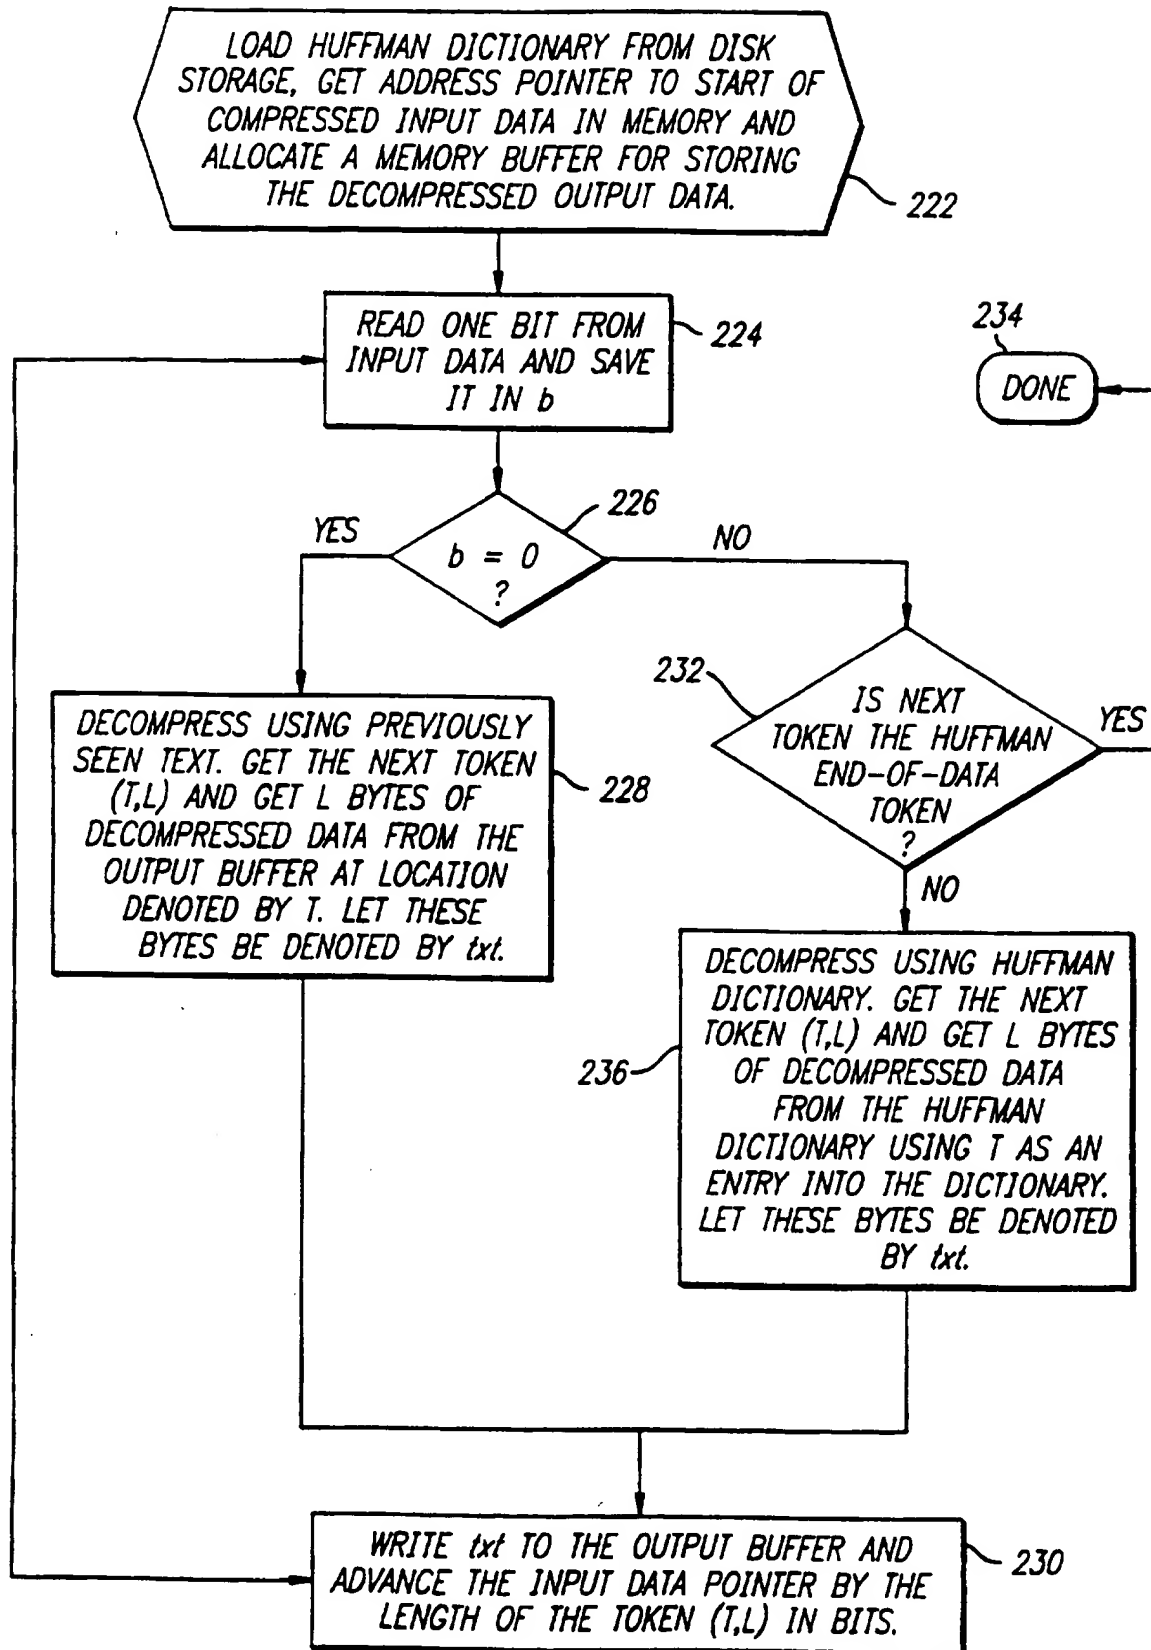 LOAD HUFFMAN DICTIONARY FROM DISK
STORAGE, GET ADDRESS POINTER TO START OF
COMPRESSED INPUT DATA IN MEMORY AND
ALLOCATE A MEMORY BUFFER FOR STORING
THE DECOMPRESSED OUTPUT DATA.
222
READ ONE BIT FROM
INPUT DATA AND SAVE
IT IN b
224
234
DONE
226
YES
b = 0
?
NO
232
IS NEXT
TOKEN THE HUFFMAN
END-OF-DATA
TOKEN
?
YES
NO
DECOMPRESS USING PREVIOUSLY
SEEN TEXT. GET THE NEXT TOKEN
(T,L) AND GET L BYTES OF
DECOMPRESSED DATA FROM THE
OUTPUT BUFFER AT LOCATION
DENOTED BY T. LET THESE
BYTES BE DENOTED BY txt.
228
DECOMPRESS USING HUFFMAN
DICTIONARY. GET THE NEXT
TOKEN (T,L) AND GET L BYTES
OF DECOMPRESSED DATA
FROM THE HUFFMAN
DICTIONARY USING T AS AN
ENTRY INTO THE DICTIONARY.
LET THESE BYTES BE DENOTED
BY txt.
236
WRITE txt TO THE OUTPUT BUFFER AND
ADVANCE THE INPUT DATA POINTER BY THE
LENGTH OF THE TOKEN (T,L) IN BITS.
230